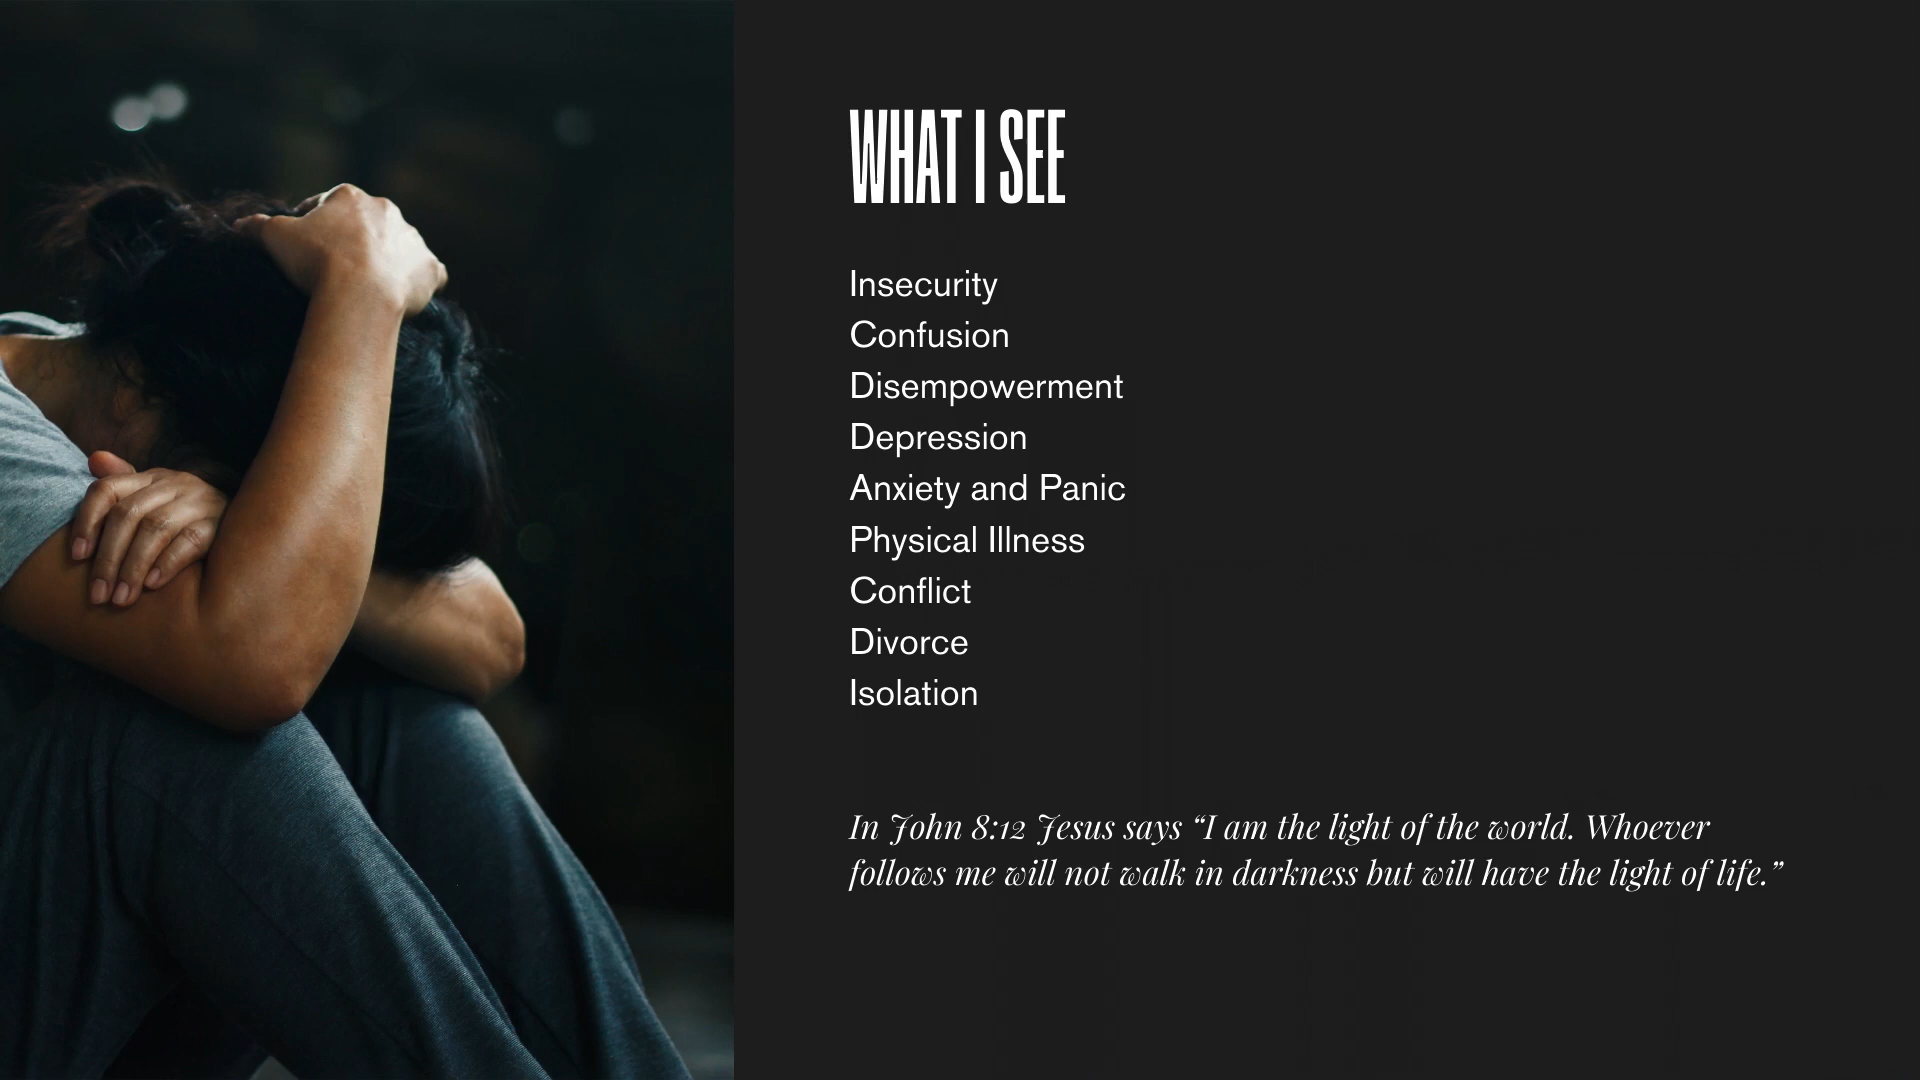 WHAT I SEE
Insecurity
Confusion
Disempowerment
Depression
Anxiety and Panic
Physical Illness
Conflict
Divorce
Isolation
In John 8:12 Jesus says “I am the light of the world. Whoever
follows me will not walk in darkness but will have the light of life.”